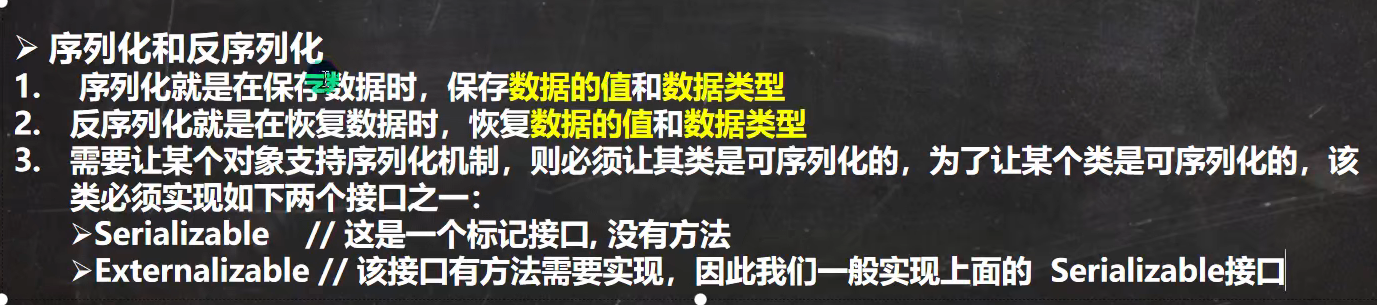 ➢ 序列化和反序列化
1. 序列化就是在保存数据时，保存数据的值和数据类型
2. 反序列化就是在恢复数据时，恢复数据的值和数据类型
3. 需要让某个对象支持序列化机制，则必须让其类是可序列化的，为了让某个类是可序列化的，该
类必须实现如下两个接口之一：
➢Serializable // 这是一个标记接口, 没有方法
➢Externalizable // 该接口有方法需要实现，因此我们一般实现上面的 Serializable接口